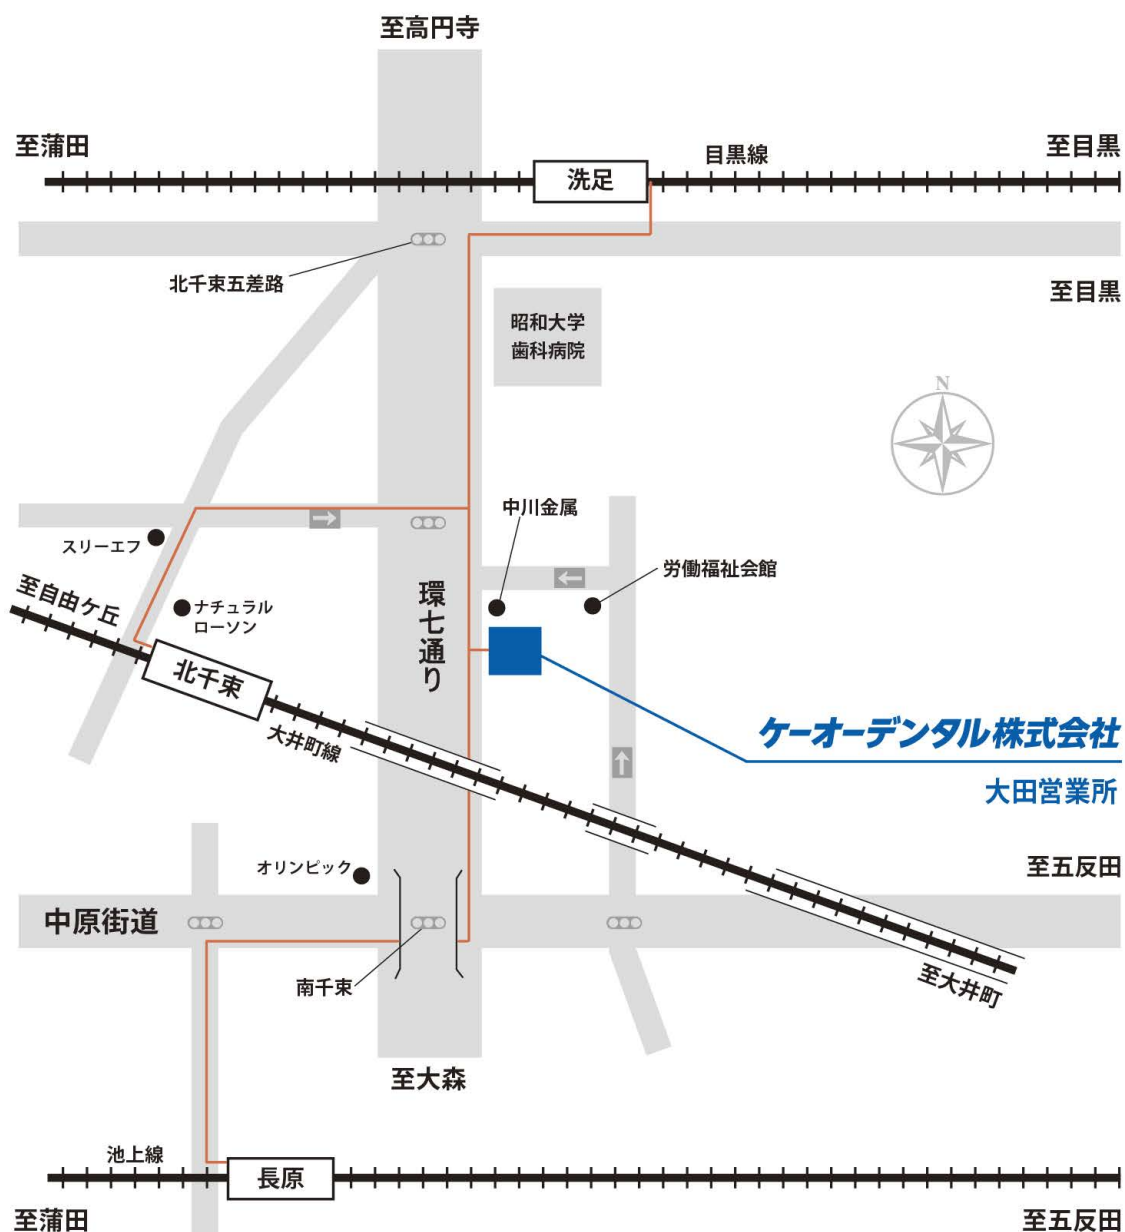 至高円寺
至蒲田
目黒線
至目黒
洗足
北千束五差路
至目黒
昭和大学
歯科病院
N
中川金属
スリーエフ
労働福祉会館
至自由ケ丘
ナチュラル
ローソン
環七通り
北千束
大井町線
ケーオーデンタル株式会社
大田営業所
オリンピック
至五反田
中原街道
南千束
至大井町
至大森
池上線
長原
至蒲田
至五反田